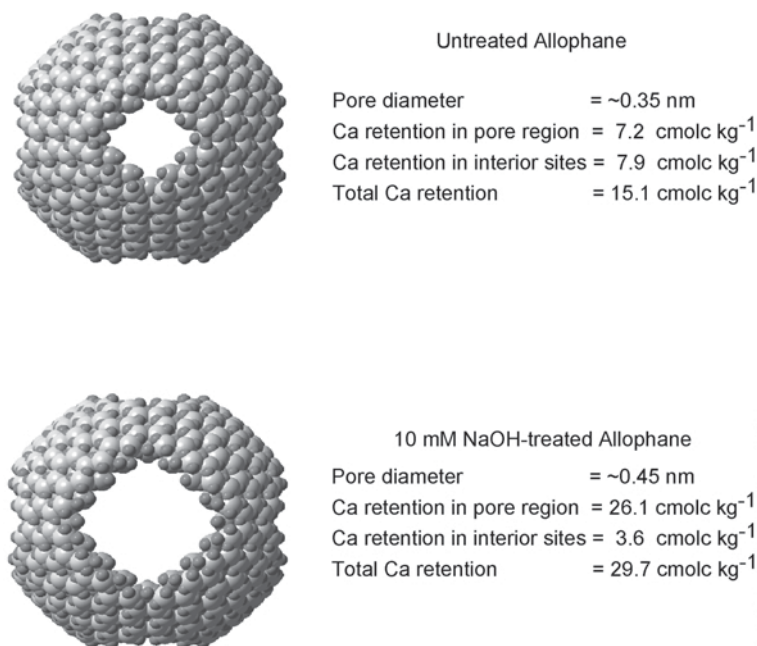 Untreated Allophane
Pore diameter = ~0.35 nm
Ca retention in pore region = 7.2 cmolc kg-1
Ca retention in interior sites = 7.9 cmolc kg-1
Total Ca retention = 15.1 cmolc kg-1
10 mM NaOH-treated Allophane
Pore diameter = ~0.45 nm
Ca retention in pore region = 26.1 cmolc kg-1
Ca retention in interior sites = 3.6 cmolc kg-1
Total Ca retention = 29.7 cmolc kg-1